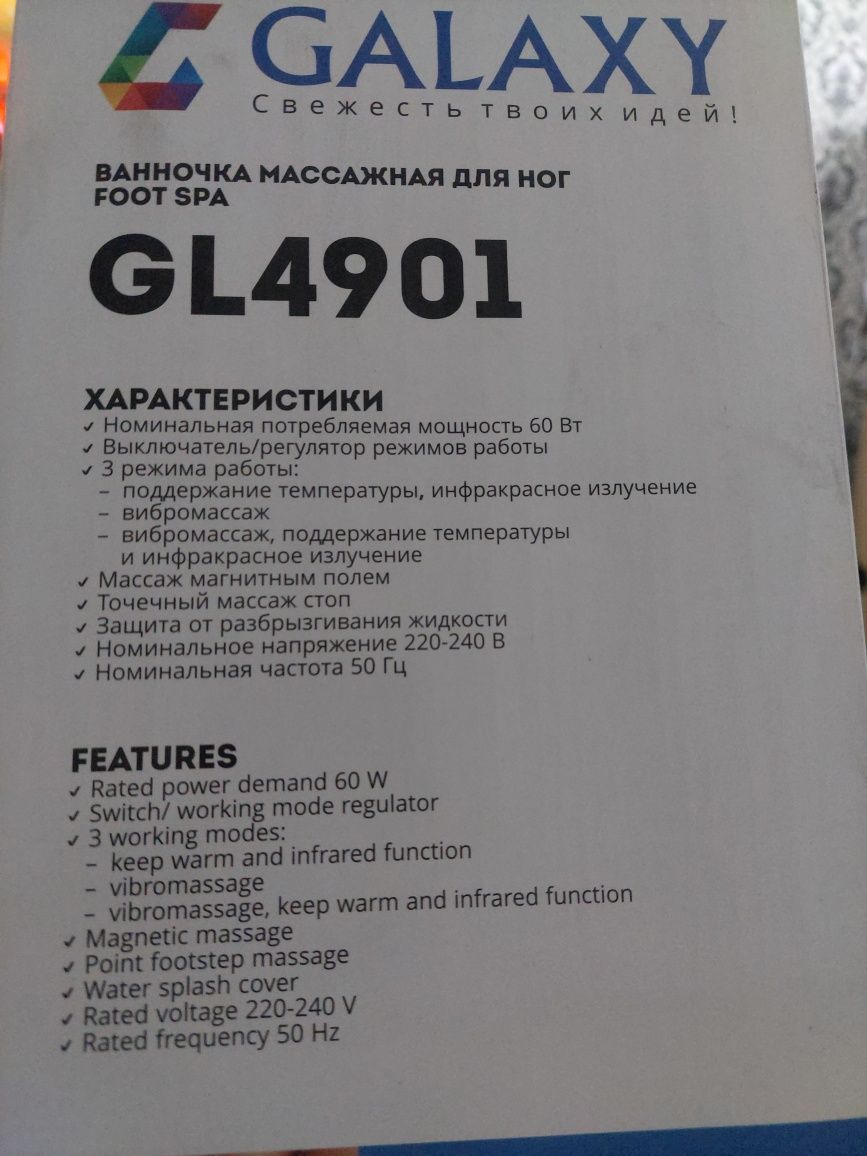 GALAXY
Свежесть твоих идей!
ВАННОЧКА МАССАЖНАЯ ДЛЯ НОГ
FOOT SPA
GL4901
ХАРАКТЕРИСТИКИ
✓ Номинальная потребляемая мощность 60 Вт
✓ Выключатель/регулятор режимов работы
✓ 3 режима работы:
– поддержание температуры, инфракрасное излучение
– вибромассаж
– вибромассаж, поддержание температуры
и инфракрасное излучение
✓ Массаж магнитным полем
✓ Точечный массаж стоп
✓ Защита от разбрызгивания жидкости
✓ Номинальное напряжение 220-240 В
✓ Номинальная частота 50 Гц
FEATURES
✓ Rated power demand 60 W
✓ Switch/ working mode regulator
✓ 3 working modes:
– keep warm and infrared function
– vibromassage
– vibromassage, keep warm and infrared function
✓ Magnetic massage
✓ Point footstep massage
✓ Water splash cover
✓ Rated voltage 220-240 V
✓ Rated frequency 50 Hz